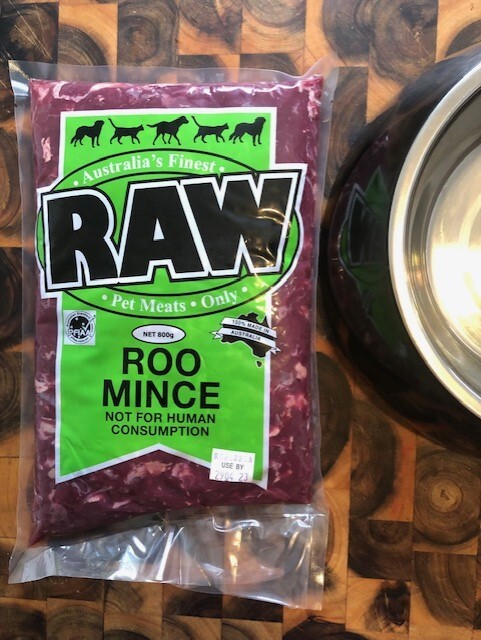 Australia's Finest
RAW
Pet Meats • Only
NET 800g
100% MADE IN
AUSTRALIA
ROO
MINCE
NOT FOR HUMAN
CONSUMPTION
USE BY